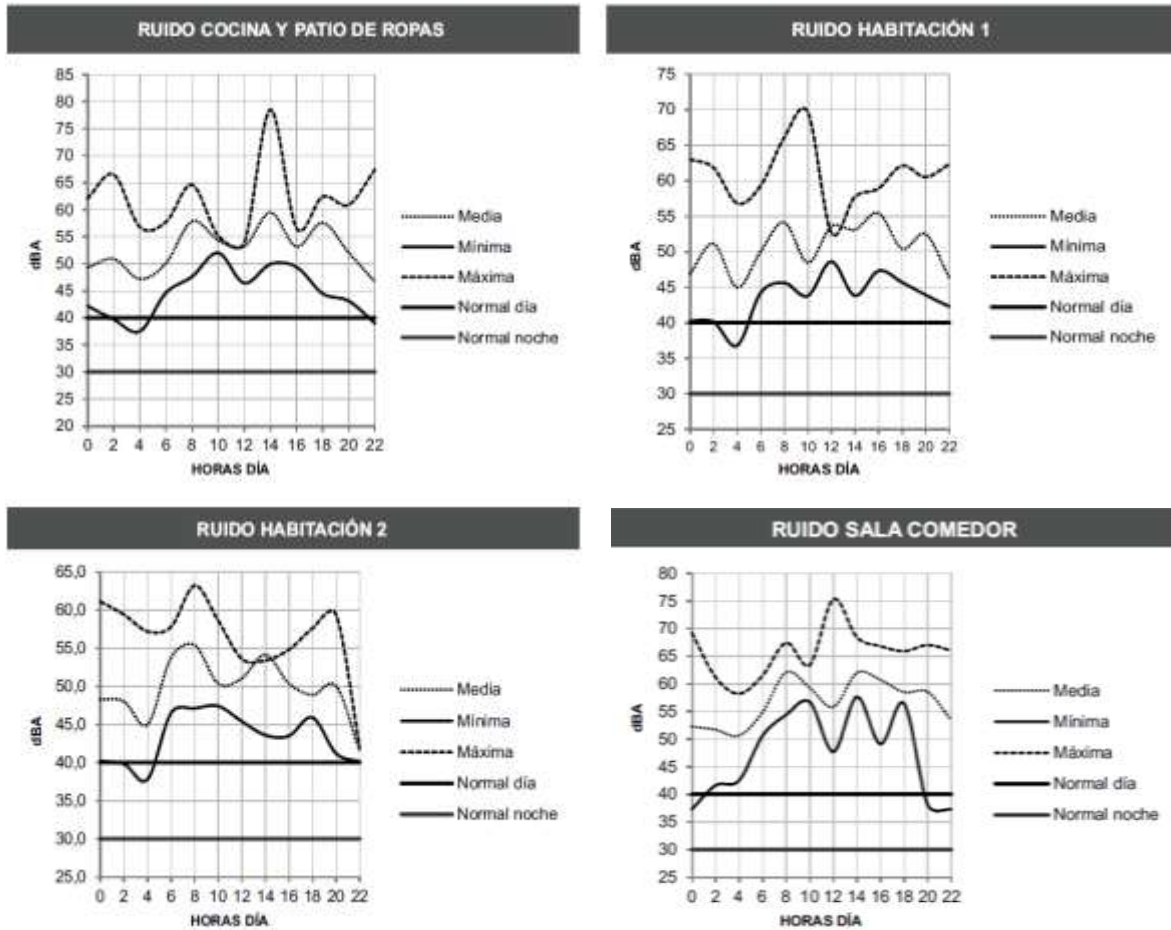 RUIDO COCINA Y PATIO DE ROPAS
85
80
75
70
65
60
55
50
45
40
35
30
25
20
dBA
0 2 4 6 8 10 12 14 16 18 20 22
HORAS DÍA
Media
Mínima
Máxima
Normal día
Normal noche
RUIDO HABITACIÓN 1
75
70
65
60
55
50
45
40
35
30
25
dBA
0 2 4 6 8 10 12 14 16 18 20 22
HORAS DÍA
Media
Mínima
Máxima
Normal día
Normal noche
RUIDO HABITACIÓN 2
65,0
60,0
55,0
50,0
45,0
40,0
35,0
30,0
25,0
dBA
0 2 4 6 8 10 12 14 16 18 20 22
HORAS DÍA
Media
Mínima
Máxima
Normal día
Normal noche
RUIDO SALA COMEDOR
80
75
70
65
60
55
50
45
40
35
30
25
dBA
0 2 4 6 8 10 12 14 16 18 20 22
HORAS DÍA
Media
Mínima
Máxima
Normal día
Normal noche